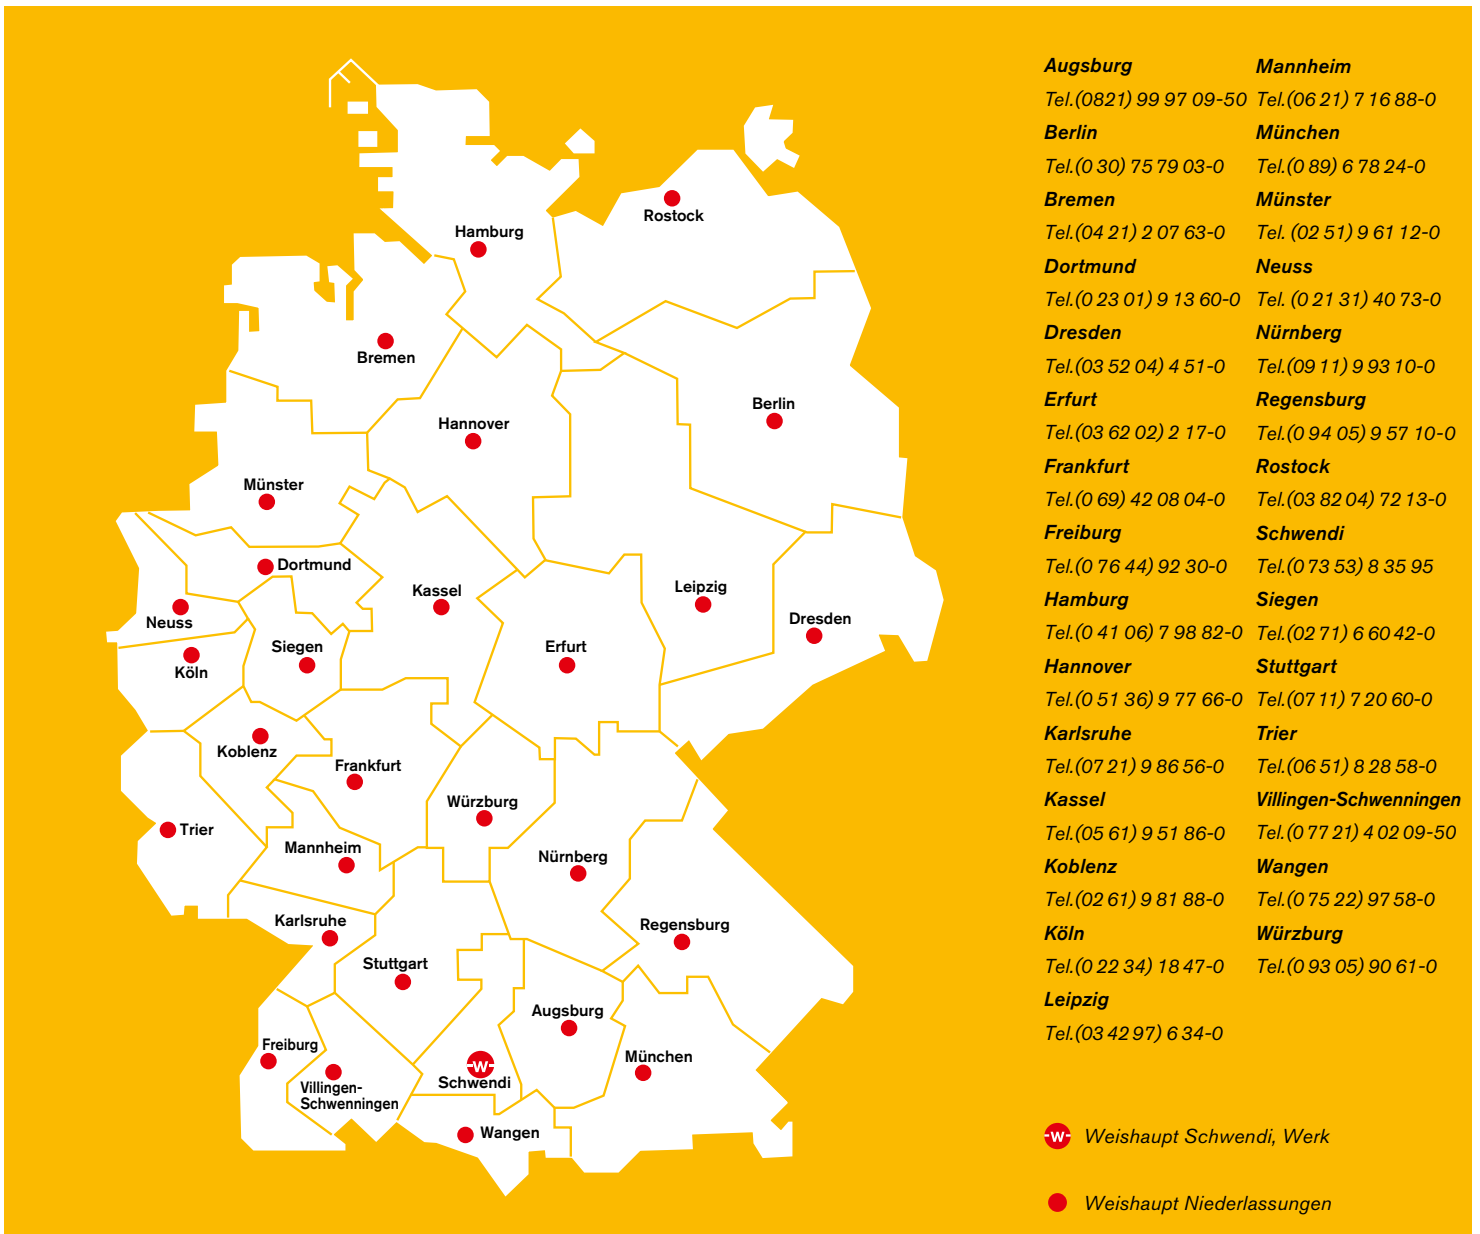 Rostock
Hamburg
Bremen
Berlin
Hannover
Münster
Dortmund
Kassel
Leipzig
Neuss
Dresden
Siegen
Erfurt
Köln
Koblenz
Frankfurt
Würzburg
Trier
Mannheim
Nürnberg
Karlsruhe
Regensburg
Stuttgart
Augsburg
Freiburg
München
W
Schwendi
Villingen-
Schwenningen
Wangen
Augsburg
Tel.(0821) 99 97 09-50
Berlin
Tel.(0 30) 75 79 03-0
Bremen
Tel.(04 21) 2 07 63-0
Dortmund
Tel.(0 23 01) 9 13 60-0
Dresden
Tel.(03 52 04) 4 51-0
Erfurt
Tel.(03 62 02) 2 17-0
Frankfurt
Tel.(0 69) 42 08 04-0
Freiburg
Tel.(0 76 44) 92 30-0
Hamburg
Tel.(0 41 06) 7 98 82-0
Hannover
Tel.(0 51 36) 9 77 66-0
Karlsruhe
Tel.(07 21) 9 86 56-0
Kassel
Tel.(05 61) 9 51 86-0
Koblenz
Tel.(02 61) 9 81 88-0
Köln
Tel.(0 22 34) 18 47-0
Leipzig
Tel.(03 42 97) 6 34-0
Mannheim
Tel.(06 21) 7 16 88-0
München
Tel.(0 89) 6 78 24-0
Münster
Tel. (02 51) 9 61 12-0
Neuss
Tel. (0 21 31) 40 73-0
Nürnberg
Tel.(09 11) 9 93 10-0
Regensburg
Tel.(0 94 05) 9 57 10-0
Rostock
Tel.(03 82 04) 72 13-0
Schwendi
Tel.(0 73 53) 8 35 95
Siegen
Tel.(02 71) 6 60 42-0
Stuttgart
Tel.(07 11) 7 20 60-0
Trier
Tel.(06 51) 8 28 58-0
Villingen-Schwenningen
Tel.(0 77 21) 4 02 09-50
Wangen
Tel.(0 75 22) 97 58-0
Würzburg
Tel.(0 93 05) 90 61-0
-W- Weishaupt Schwendi, Werk
Weishaupt Niederlassungen